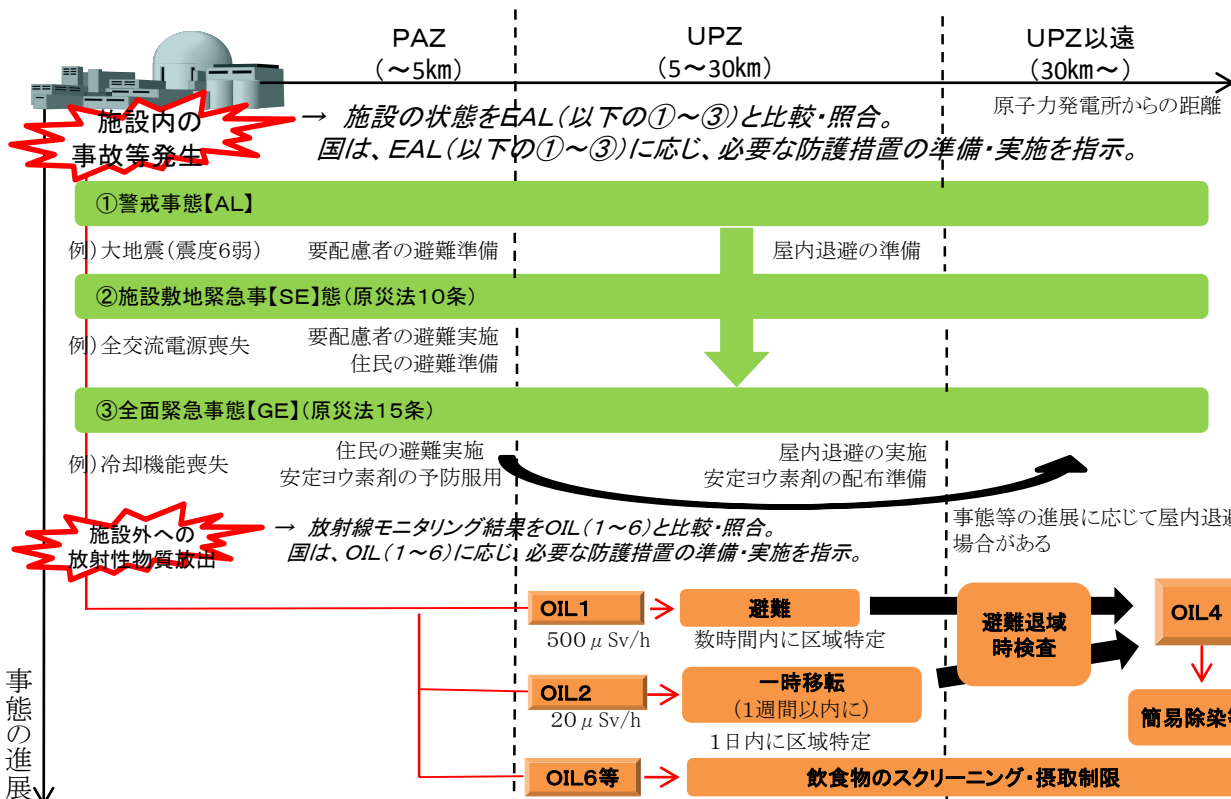 PAZ
(~5km)
UPZ
(5~30km)
UPZ以遠
(30km~)
原子力発電所からの距離
施設内の
事故等発生
→ 施設の状態をEAL(以下の①~③)と比較・照合。
国は、EAL(以下の①~③)に応じ、必要な防護措置の準備・実施を指示。
①警戒事態【AL】
例)大地震(震度6弱)
要配慮者の避難準備
屋内退避の準備
②施設敷地緊急事【SE】態(原災法10条)
例)全交流電源喪失
要配慮者の避難実施
住民の避難準備
③全面緊急事態【GE】(原災法15条)
例)冷却機能喪失
住民の避難実施
安定ヨウ素剤の予防服用
屋内退避の実施
安定ヨウ素剤の配布準備
施設外への
放射性物質放出
→ 放射線モニタリング結果をOIL(1~6)と比較・照合。
国は、OIL(1~6)に応じ、必要な防護措置の準備・実施を指示。
事態等の進展に応じて屋内退避
場合がある
OIL1
避難
500μSv/h
数時間内に区域特定
避難退域
時検査
OIL4
OIL2
一時移転
(1週間以内に)
20μSv/h
1日内に区域特定
簡易除染等
OIL6等
飲食物のスクリーニング・摂取制限
事態の進展